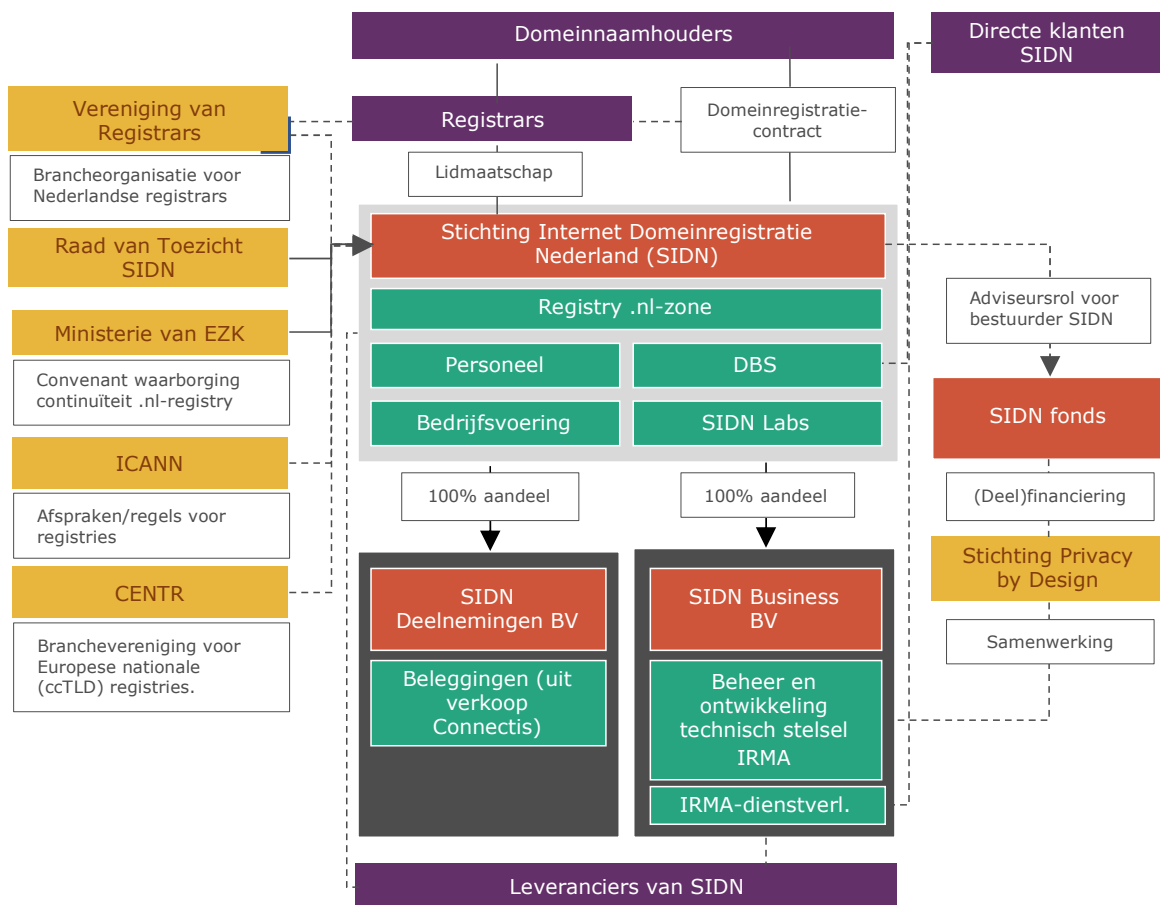 Domeinnaamhouders
Directe klanten
SIDN
Vereniging van
Registrars
Registrars
Domeinregistratie-
contract
Brancheorganisatie voor
Nederlandse registrars
Lidmaatschap
Raad van Toezicht
SIDN
Stichting Internet Domeinregistratie
Nederland (SIDN)
Registry .nl-zone
Adviseursrol voor
bestuurder SIDN
Ministerie van EZK
Personeel
DBS
Convenant waarborging
continuïteit .nl-registry
Bedrijfsvoering
SIDN Labs
SIDN fonds
ICANN
100% aandeel
100% aandeel
(Deel)financiering
Afspraken/regels voor
registries
Stichting Privacy
by Design
CENTR
SIDN
Deelnemingen BV
SIDN Business
BV
Samenwerking
Branchevereniging voor
Europese nationale
(ccTLD) registries.
Beleggingen (uit
verkoop
Connectis)
Beheer en
ontwikkeling
technisch stelsel
IRMA
IRMA-dienstverl.
Leveranciers van SIDN